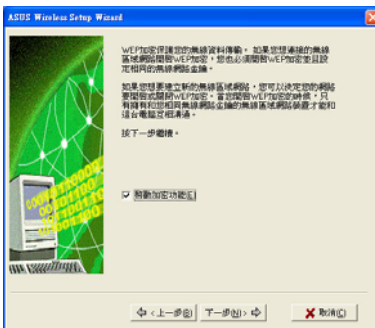 ASUS Wireless Setup Wizard
WEP加密保護您的無線資料傳輸。如果您想連接的無線
區域網路開啟WEP加密，您也必須開啟WEP加密並且設
定相同的無線網路金鑰。
如果您想要建立新的無線區域網路，您可以決定您的網路
要開啟或關閉WEP加密。當您開啟WEP加密的時候，只
有擁有和您相同無線網路金鑰的無線區域網路裝置才能和
這台電腦互相溝通。
按下一步繼續。
啟動加密功能(E)
<上一步(B) 下一步(N)> 取消(C)